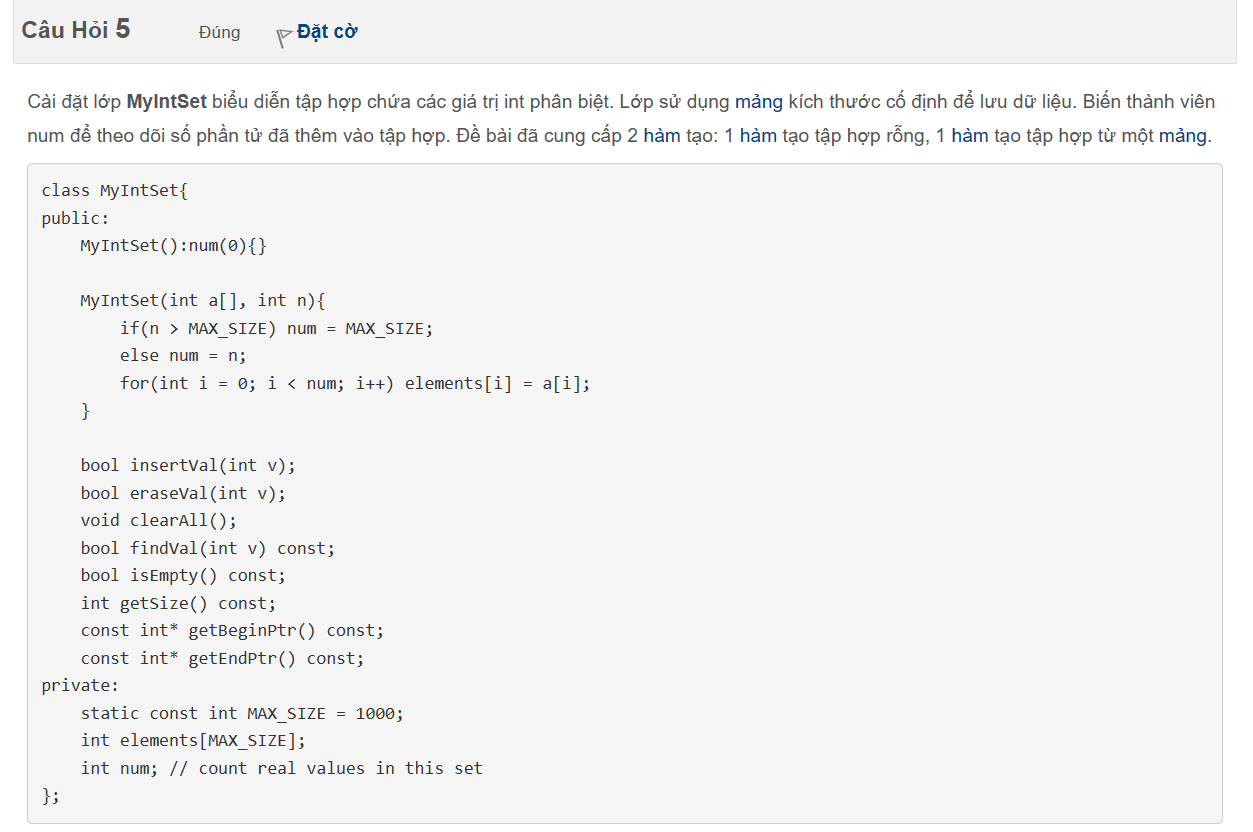 Câu Hỏi 5 Đúng Đặt cờ
Cài đặt lớp MyIntSet biểu diễn tập hợp chứa các giá trị int phân biệt. Lớp sử dụng mảng kích thước cố định để lưu dữ liệu. Biến thành viên
num để theo dõi số phần tử đã thêm vào tập hợp. Đề bài đã cung cấp 2 hàm tạo: 1 hàm tạo tập hợp rỗng, 1 hàm tạo tập hợp từ một mảng.
class MyIntSet{
public:
    MyIntSet():num(0){}

    MyIntSet(int a[], int n){
        if(n > MAX_SIZE) num = MAX_SIZE;
        else num = n;
        for(int i = 0; i < num; i++) elements[i] = a[i];
    }

    bool insertVal(int v);
    bool eraseVal(int v);
    void clearAll();
    bool findVal(int v) const;
    bool isEmpty() const;
    int getSize() const;
    const int* getBeginPtr() const;
    const int* getEndPtr() const;
private:
    static const int MAX_SIZE = 1000;
    int elements[MAX_SIZE];
    int num; // count real values in this set
};